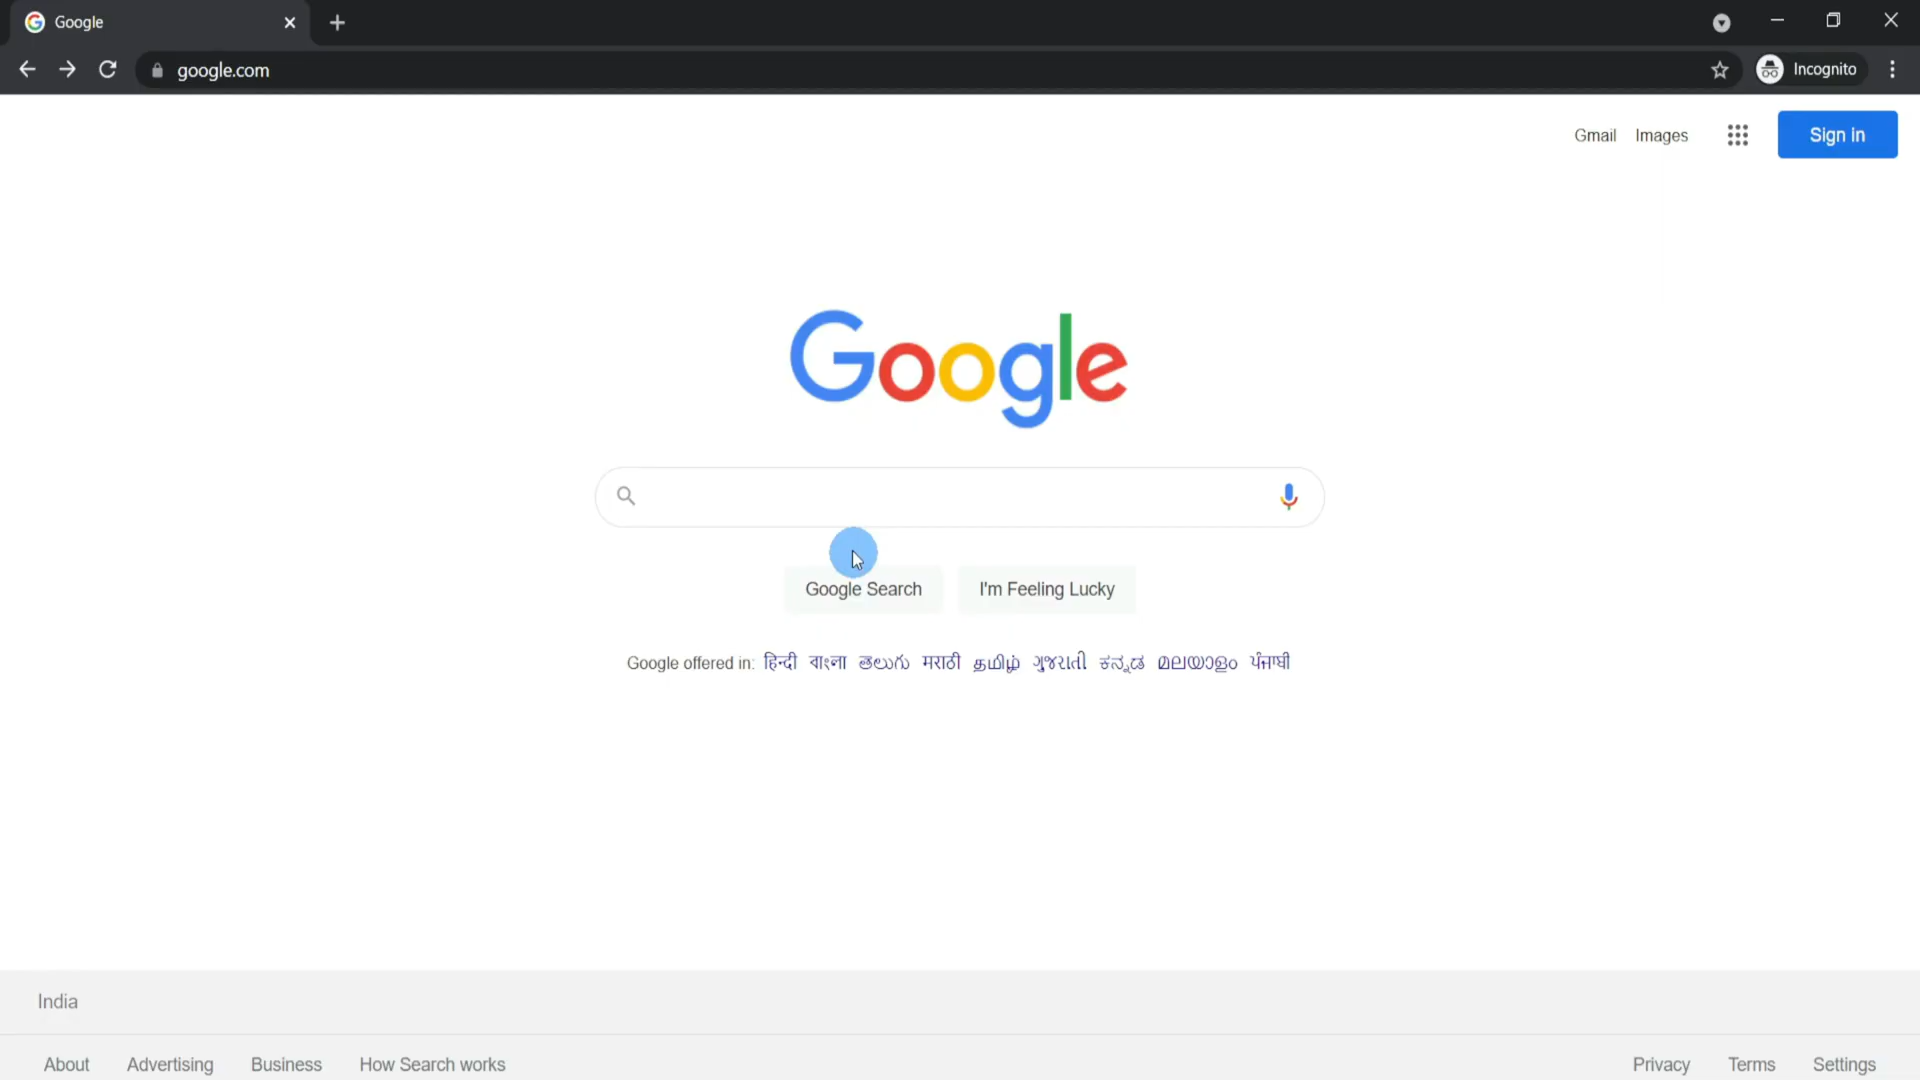 Google
google.com
Incognito
Gmail Images Sign in
Google
Google Search I'm Feeling Lucky
Google offered in: हिन्दी বাংলা తెలుగు मराठी தமிழ் ગુજરાતી ಕನ್ನಡ മലയാളം ਪੰਜਾਬੀ
India
About Advertising Business How Search works Privacy Terms Settings